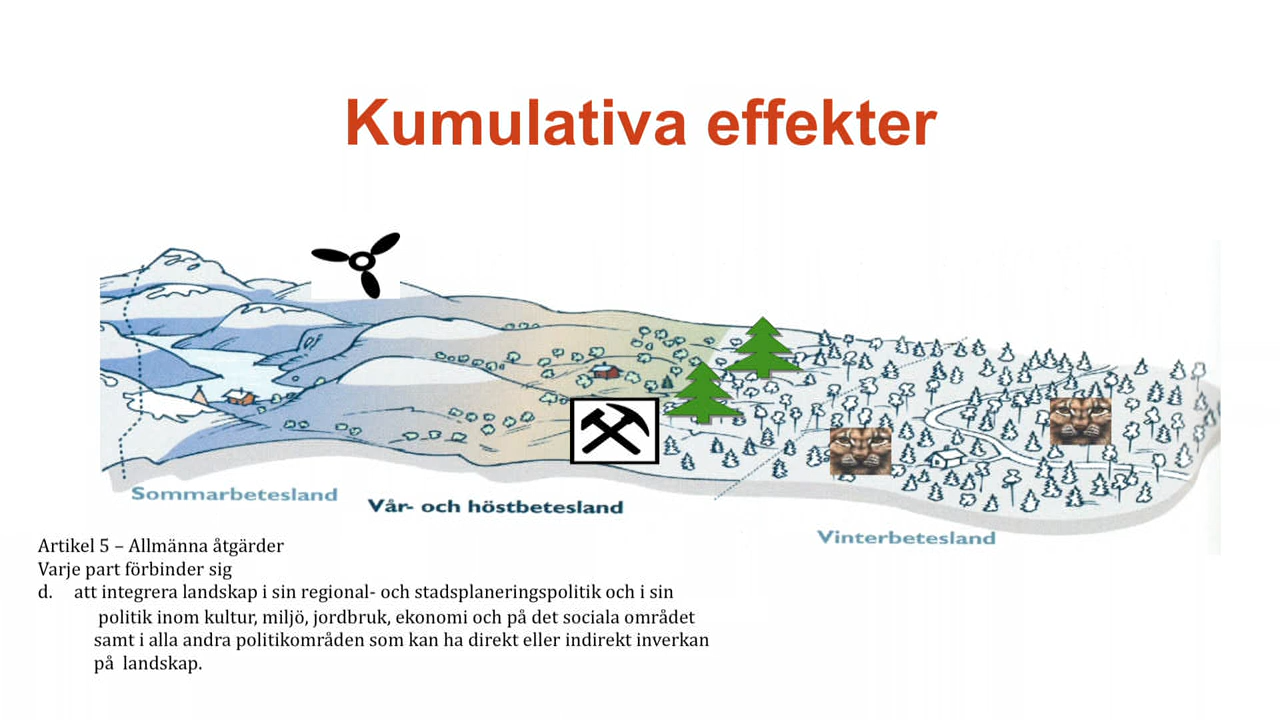 Kumulativa effekter
Sommarbetesland
Vår- och höstbetesland
Vinterbetesland
Artikel 5 – Allmänna åtgärder
Varje part förbinder sig
d. att integrera landskap i sin regional- och stadsplaneringspolitik och i sin
politik inom kultur, miljö, jordbruk, ekonomi och på det sociala området
samt i alla andra politikområden som kan ha direkt eller indirekt inverkan
på landskap.